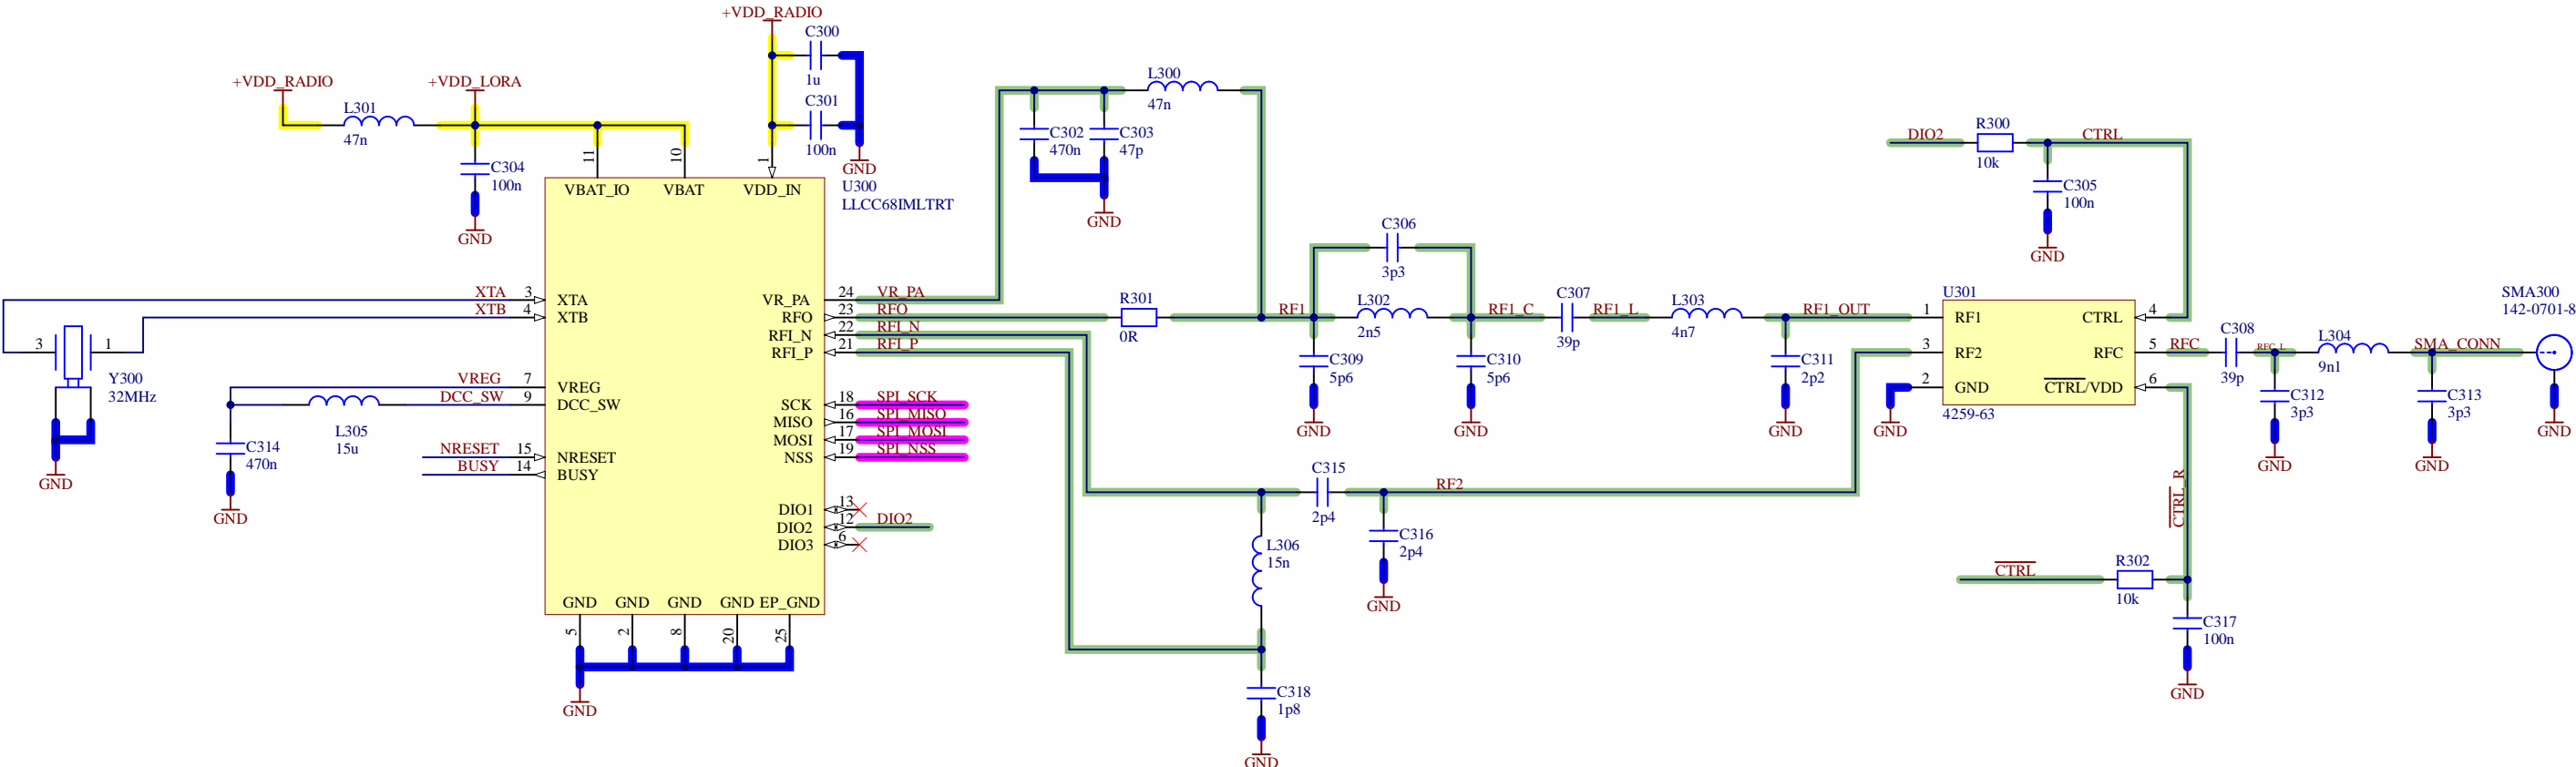 +VDD_RADIO
C300
1u
C301
100n
GND
+VDD_RADIO
+VDD_LORA
L301
47n
C304
100n
GND
11
10
1
VBAT_IO
VBAT
VDD_IN
U300
LLCC68IMLTRT
L300
47n
C302
470n
C303
47p
GND
XTA
3
XTA
XTB
4
XTB
3
1
Y300
32MHz
GND
VREG
7
VREG
DCC_SW
9
DCC_SW
L305
15u
C314
470n
GND
NRESET
15
NRESET
BUSY
14
BUSY
VR_PA
24
VR_PA
RFO
23
RFO
RFI_N
22
RFI_N
RFI_P
21
RFI_P
SCK
18
SPI_SCK
MISO
16
SPI_MISO
MOSI
17
SPI_MOSI
NSS
19
SPI_NSS
DIO1
13
DIO2
12
DIO2
DIO3
6
GND
GND
GND
GND
EP_GND
5
2
8
20
25
GND
R301
0R
RF1
C306
3p3
L302
2n5
C309
5p6
GND
C310
5p6
GND
RF1_C
C307
39p
RF1_L
L303
4n7
RF1_OUT
C311
2p2
GND
C315
2p4
RF2
C316
2p4
GND
L306
15n
C318
1p8
GND
DIO2
R300
10k
CTRL
C305
100n
GND
U301
1
RF1
CTRL
4
3
RF2
RFC
5
2
GND
CTRL/VDD
6
4259-63
GND
RFC
C308
39p
RFC_L
L304
9n1
SMA_CONN
C312
3p3
GND
C313
3p3
GND
SMA300
142-0701-8
GND
CTRL_R
CTRL
R302
10k
C317
100n
GND